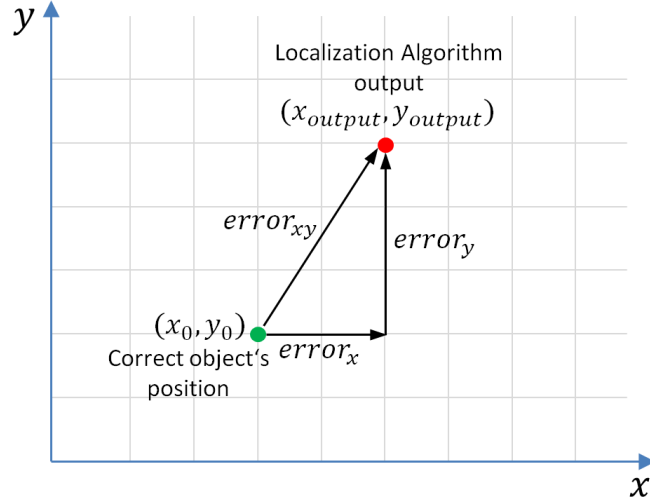 y
Localization Algorithm
output
(x_output, y_output)
error_xy
error_y
(x_0, y_0)
error_x
Correct object‘s
position
x